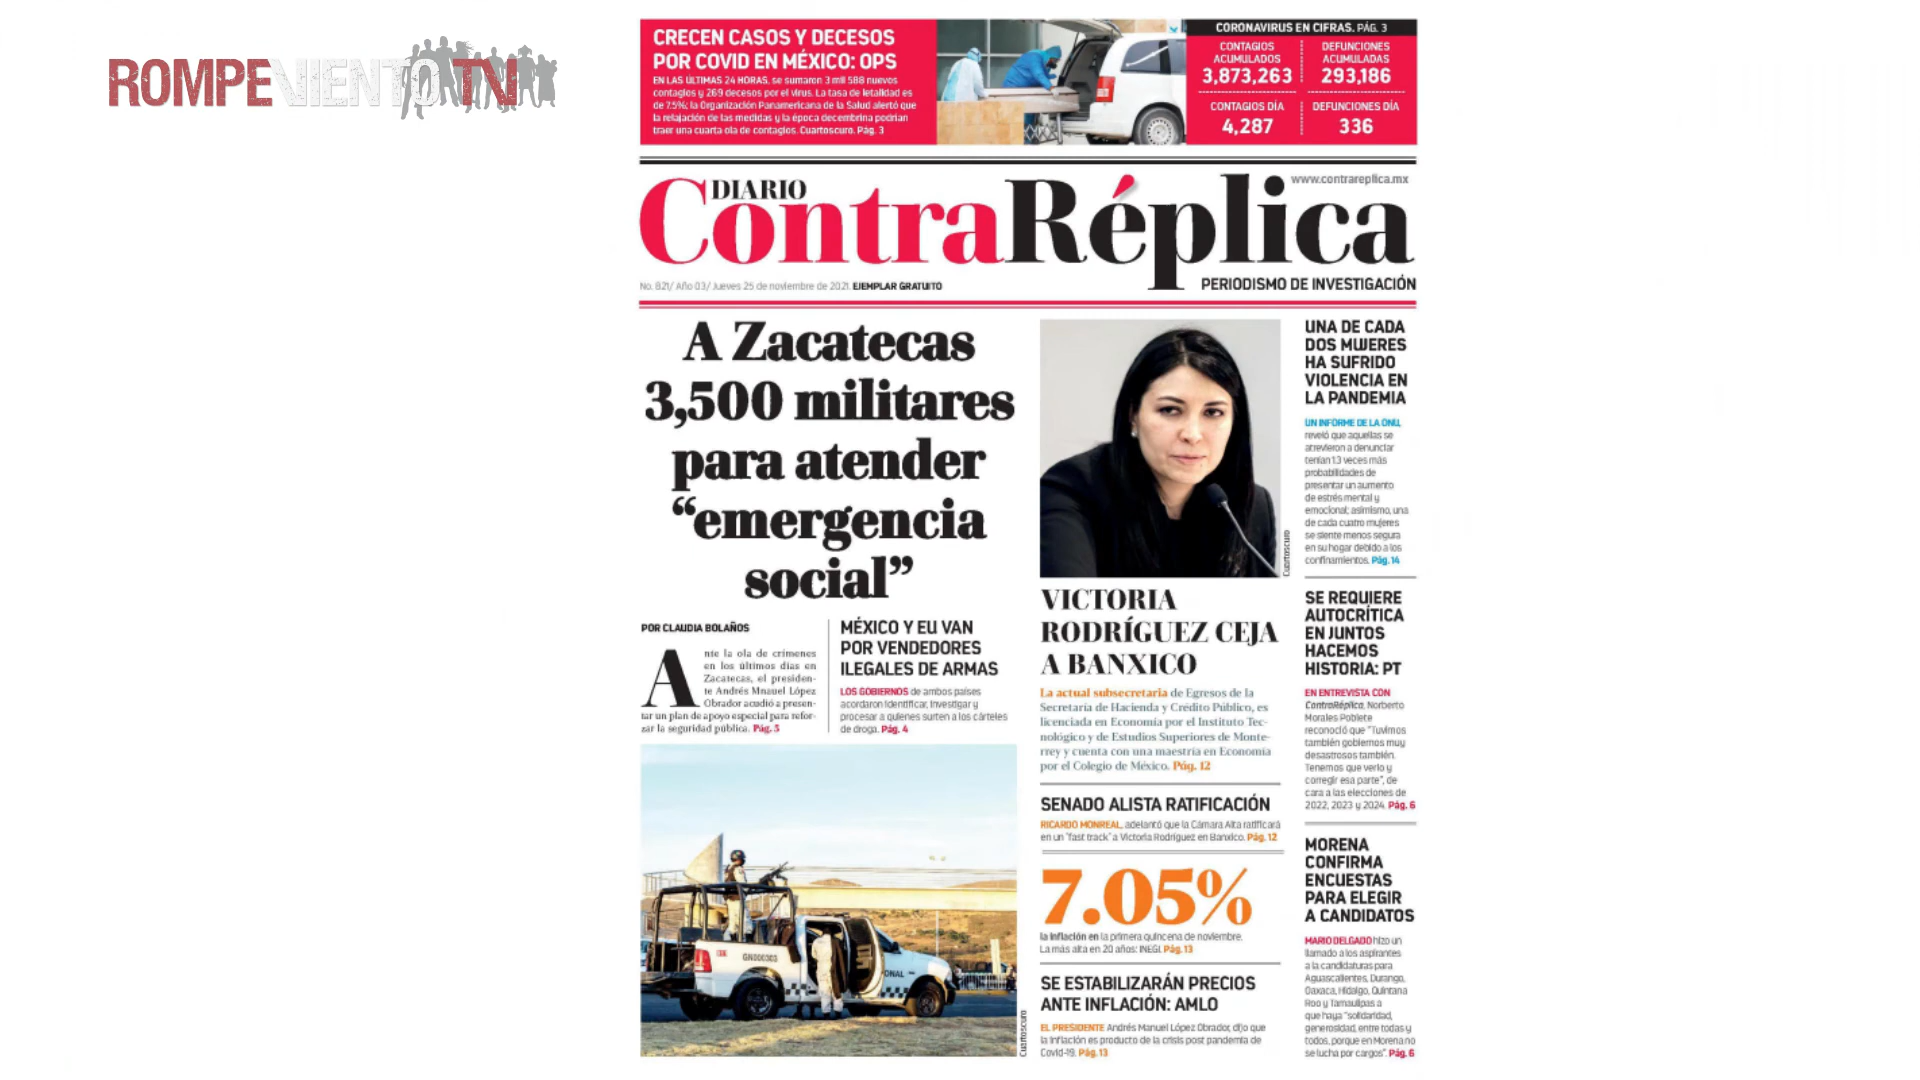 ROMPEVIENTO TV
CRECEN CASOS Y DECESOS
POR COVID EN MÉXICO: OPS
EN LAS ÚLTIMAS 24 HORAS, se sumaron 3 mil 588 nuevos
contagios y 269 decesos por el virus. La tasa de letalidad es
de 7.5%; la Organización Panamericana de la Salud alertó que
la relajación de las medidas y la época decembrina podrían
traer una cuarta ola de contagios. Cuartoscuro. Pág. 3
CORONAVIRUS EN CIFRAS. PÁG. 3
CONTAGIOS
ACUMULADOS
3,873,263
DEFUNCIONES
ACUMULADAS
293,186
CONTAGIOS DÍA
4,287
DEFUNCIONES DÍA
336
DIARIO
ContraRéplica
www.contrareplica.mx
PERIODISMO DE INVESTIGACIÓN
No. 821/ Año 03/ Jueves 25 de noviembre de 2021. EJEMPLAR GRATUITO
A Zacatecas
3,500 militares
para atender
“emergencia
social”
POR CLAUDIA BOLAÑOS
Ante la ola de crímenes
en los últimos días en
Zacatecas, el presiden-
te Andrés Mnauel López
Obrador acudió a presen-
tar un plan de apoyo especial para refor-
zar la seguridad pública. Pág. 5
MÉXICO Y EU VAN
POR VENDEDORES
ILEGALES DE ARMAS
LOS GOBIERNOS de ambos países
acordaron identificar, investigar y
procesar a quienes surten a los cárteles
de droga. Pág. 4
GN000303
ONAL
Cuartoscuro
Cuartoscuro
VICTORIA
RODRÍGUEZ CEJA
A BANXICO
La actual subsecretaria de Egresos de la
Secretaría de Hacienda y Crédito Público, es
licenciada en Economía por el Instituto Tec-
nológico y de Estudios Superiores de Monte-
rrey y cuenta con una maestría en Economía
por el Colegio de México. Pág. 12
SENADO ALISTA RATIFICACIÓN
RICARDO MONREAL, adelantó que la Cámara Alta ratificará
en un "fast track" a Victoria Rodríguez en Banxico. Pág. 12
7.05%
la inflación en la primera quincena de noviembre.
La más alta en 20 años: INEGI. Pág. 13
SE ESTABILIZARÁN PRECIOS
ANTE INFLACIÓN: AMLO
EL PRESIDENTE Andrés Manuel López Obrador, dijo que
la inflación es producto de la crisis post pandemia de
Covid-19. Pág. 13
UNA DE CADA
DOS MUJERES
HA SUFRIDO
VIOLENCIA EN
LA PANDEMIA
UN INFORME DE LA ONU,
reveló que aquellas se
atrevieron a denunciar
tenían 1.3 veces más
probabilidades de
presentar un aumento
de estrés mental y
emocional; asimismo, una
de cada cuatro mujeres
se siente menos segura
en su hogar debido a los
confinamientos. Pág. 14
SE REQUIERE
AUTOCRÍTICA
EN JUNTOS
HACEMOS
HISTORIA: PT
EN ENTREVISTA CON
ContraRéplica, Norberto
Morales Poblete
reconoció que "Tuvimos
también gobiernos muy
desastrosos también.
Tenemos que verlo y
corregir esa parte", de
cara a las elecciones de
2022, 2023 y 2024. Pág. 6
MORENA
CONFIRMA
ENCUESTAS
PARA ELEGIR
A CANDIDATOS
MARIO DELGADO hizo un
llamado a los aspirantes
a la candidaturas para
Aguascalientes, Durango,
Oaxaca, Hidalgo, Quintana
Roo y Tamaulipas a
que haya "solidaridad,
generosidad, entre todas y
todos, porque en Morena no
se lucha por cargos". Pág. 6